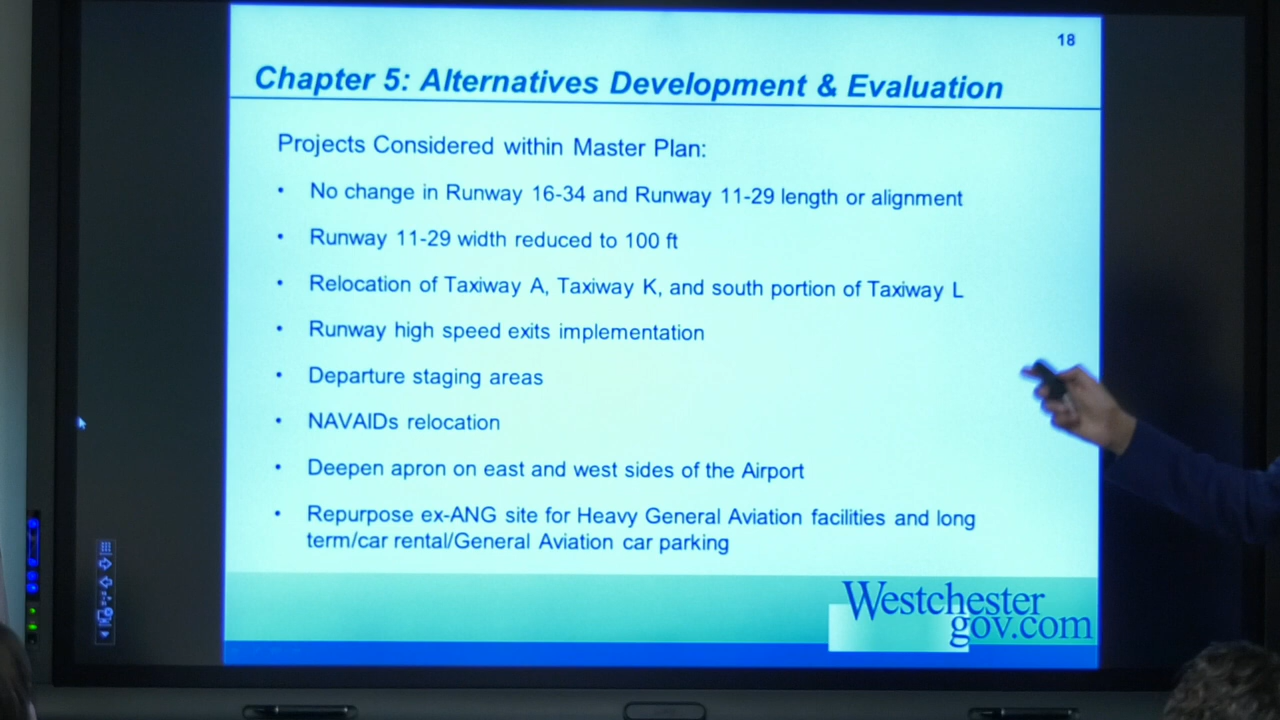 18
Chapter 5: Alternatives Development & Evaluation
Projects Considered within Master Plan:
• No change in Runway 16-34 and Runway 11-29 length or alignment
• Runway 11-29 width reduced to 100 ft
• Relocation of Taxiway A, Taxiway K, and south portion of Taxiway L
• Runway high speed exits implementation
• Departure staging areas
• NAVAIDs relocation
• Deepen apron on east and west sides of the Airport
• Repurpose ex-ANG site for Heavy General Aviation facilities and long
term/car rental/General Aviation car parking
Westchester
gov.com